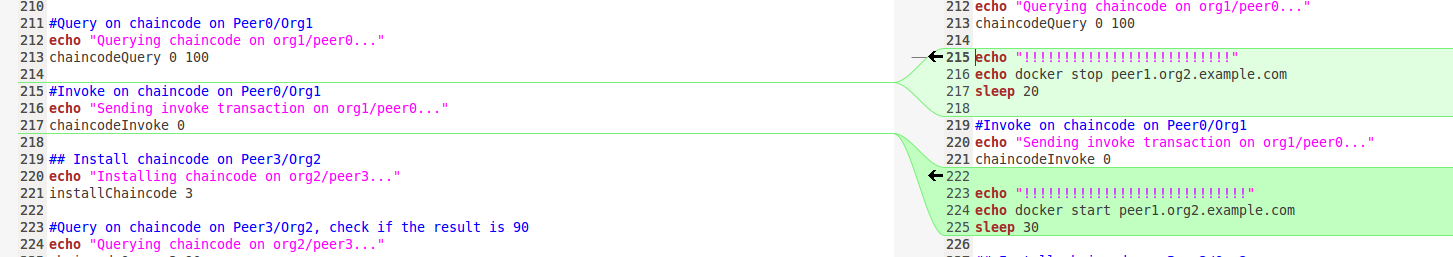 210
211 #Query on chaincode on Peer0/Org1
212 echo "Querying chaincode on org1/peer0..."
213 chaincodeQuery 0 100
214
215 #Invoke on chaincode on Peer0/Org1
216 echo "Sending invoke transaction on org1/peer0..."
217 chaincodeInvoke 0
218
219 ## Install chaincode on Peer3/Org2
220 echo "Installing chaincode on org2/peer3..."
221 installChaincode 3
222
223 #Query on chaincode on Peer3/Org2, check if the result is 90
224 echo "Querying chaincode on org2/peer3..."
212 echo "Querying chaincode on org1/peer0..."
213 chaincodeQuery 0 100
214
215 echo "!!!!!!!!!!!!!!!!!!!!!!!!!!"
216 echo docker stop peer1.org2.example.com
217 sleep 20
218
219 #Invoke on chaincode on Peer0/Org1
220 echo "Sending invoke transaction on org1/peer0..."
221 chaincodeInvoke 0
222
223 echo "!!!!!!!!!!!!!!!!!!!!!!!!!!!!"
224 echo docker start peer1.org2.example.com
225 sleep 30
226